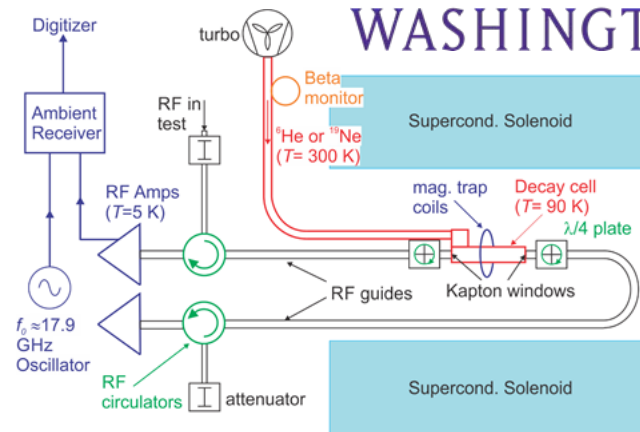 WASHINGT
Digitizer
turbo
Beta
monitor
Ambient
Receiver
RF in
test
⁶He or ¹⁹Ne
(T= 300 K)
Supercond. Solenoid
RF Amps
(T=5 K)
mag. trap
coils
Decay cell
(T= 90 K)
λ/4 plate
RF guides
Kapton windows
f₀ ≈17.9
GHz
Oscillator
RF
circulators
attenuator
Supercond. Solenoid